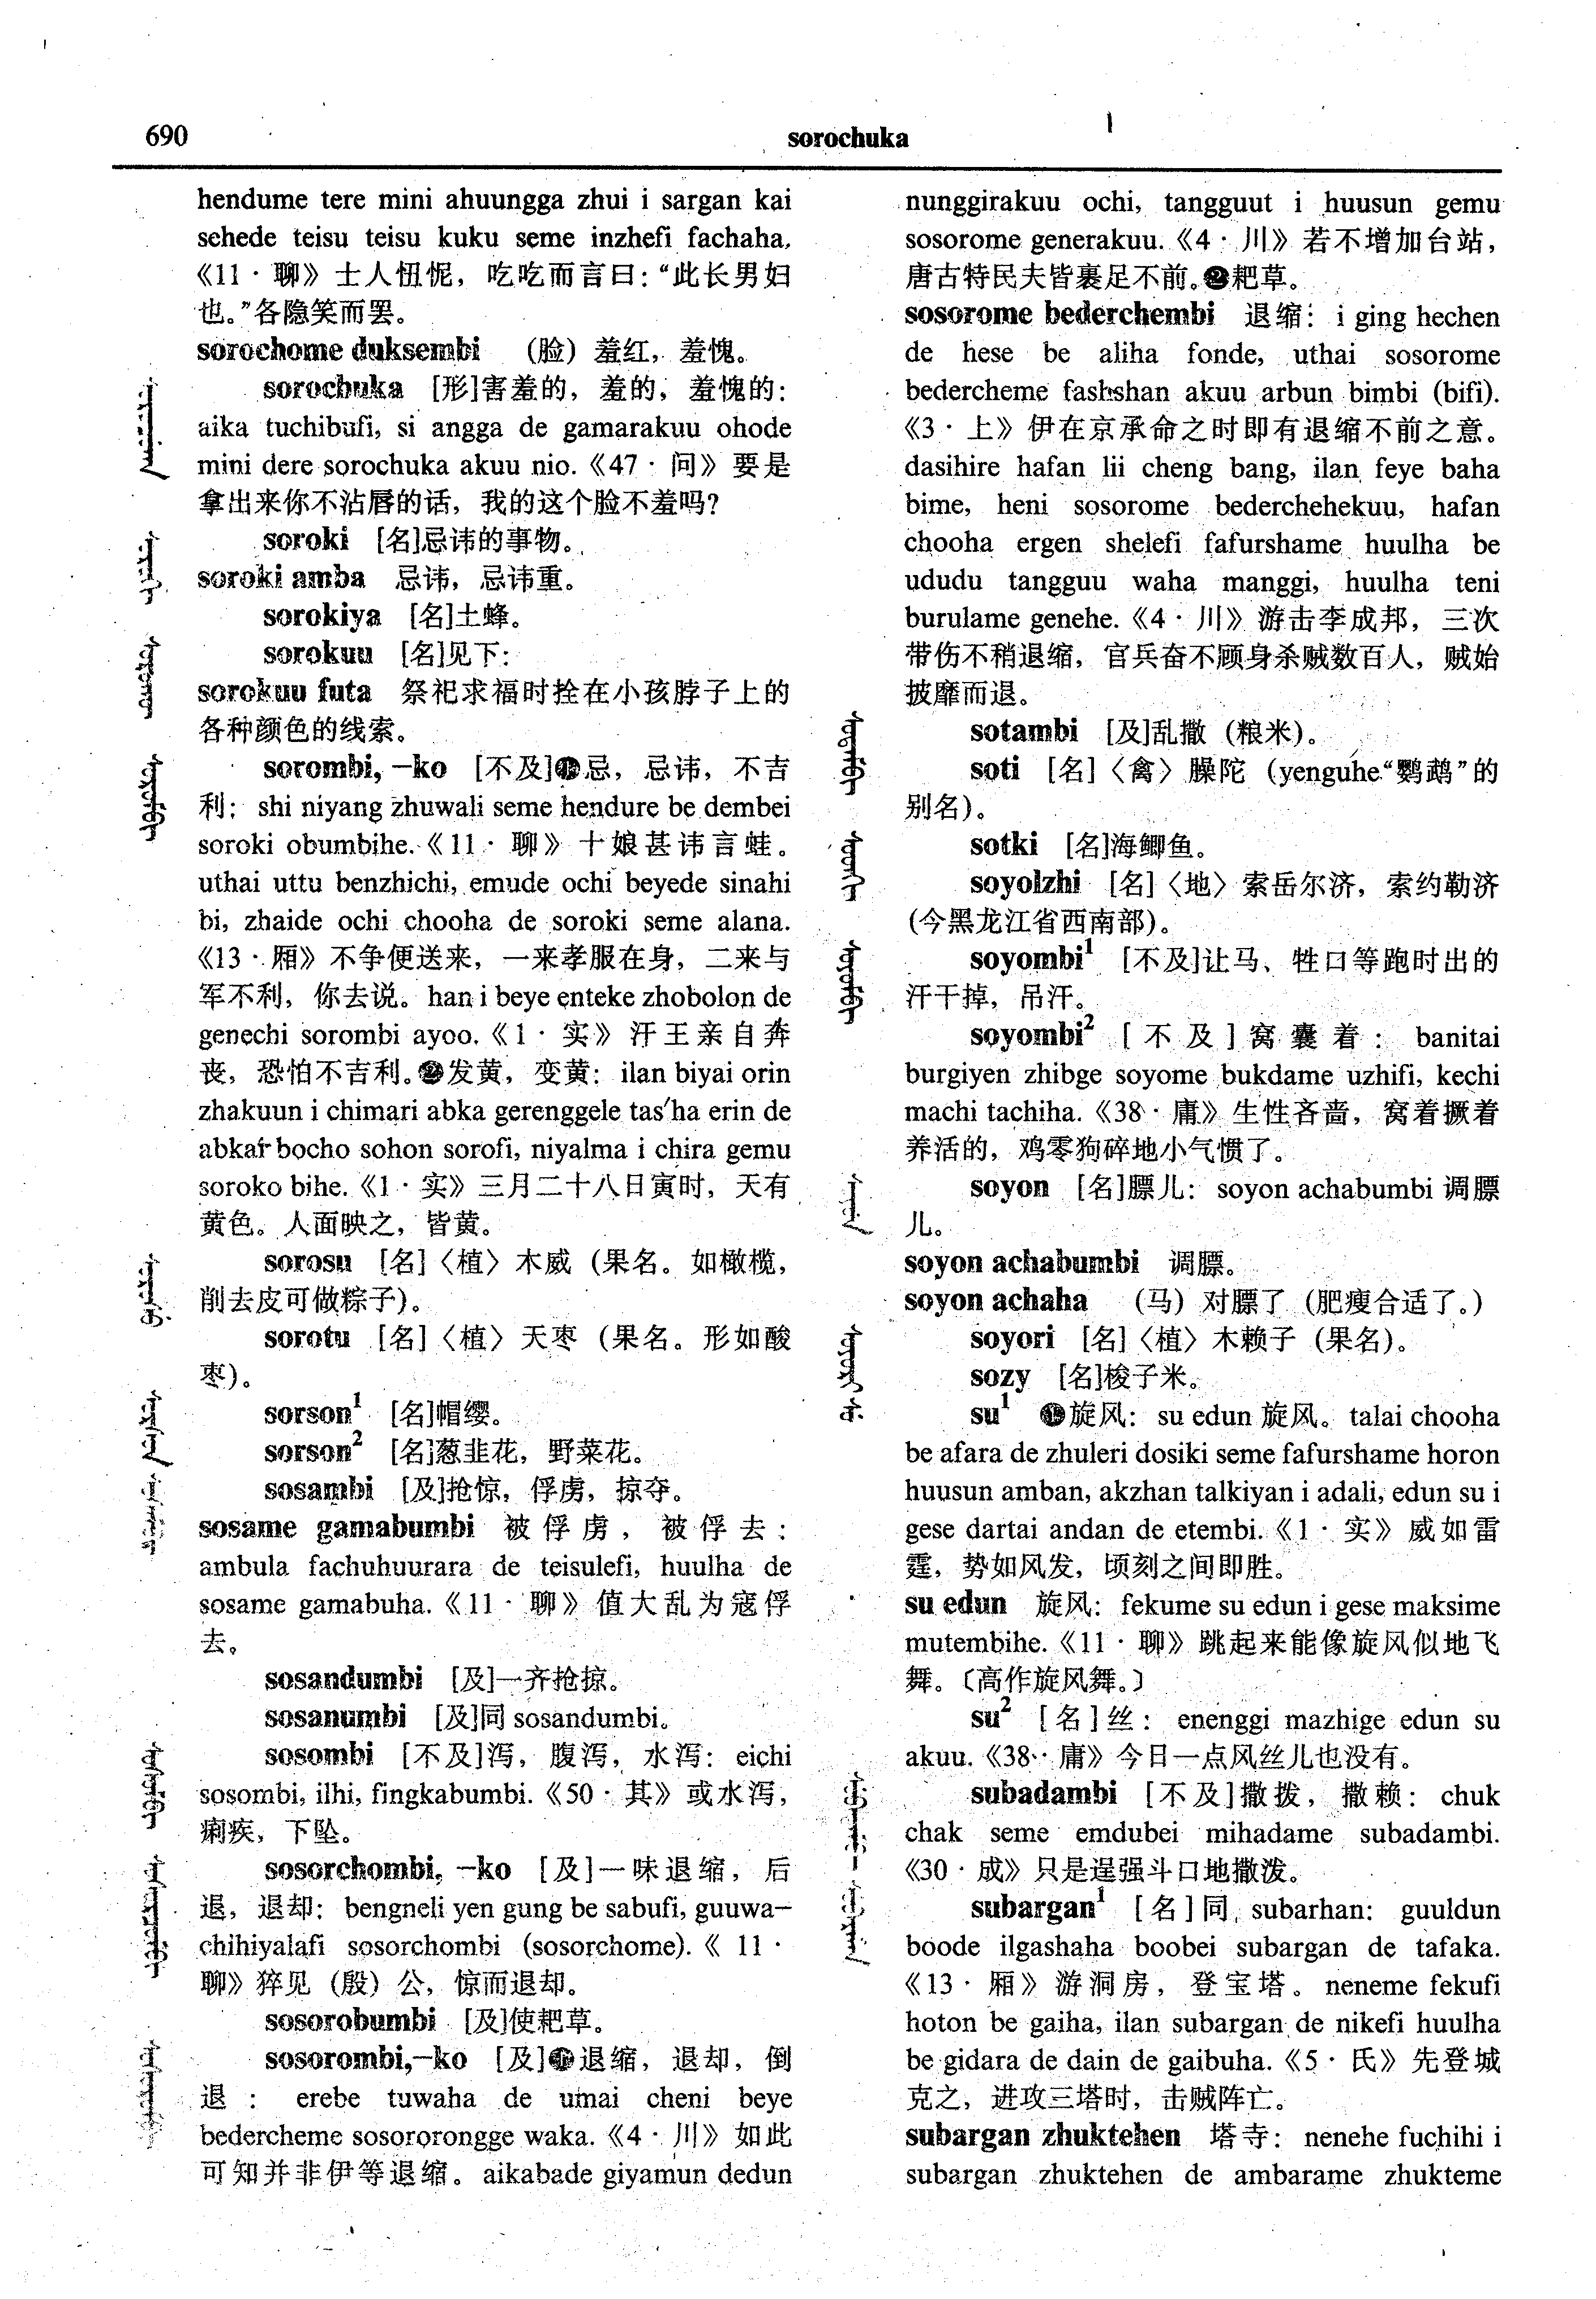 690
sorochuka
hendume tere mini ahuungga zhui i sargan kai
sehede teisu teisu kuku seme inzhefi fachaha.
《11·聊》士人忸怩，吃吃而言曰：“此长男妇
也。”各隐笑而罢。
sorochome duksembi （脸）羞红，羞愧。
sorochuka [形]害羞的，羞的，羞愧的：
aika tuchibufi, si angga de gamarakuu ohode
mini dere sorochuka akuu nio.《47·问》要是
拿出来你不沾唇的话，我的这个脸不羞吗？
soroki [名]忌讳的事物。
soroki amba 忌讳，忌讳重。
sorokiya [名]土蜂。
sorokuu [名]见下：
sorokuu futa 祭祀求福时拴在小孩脖子上的
各种颜色的线索。
sorombi, -ko [不及]❶忌，忌讳，不吉
利；shi niyang zhuwali seme hendure be dembei
soroki obumbihe.《11·聊》十娘甚讳言蛙。
uthai uttu benzhichi, emude ochi beyede sinahi
bi, zhaide ochi chooha de soroki seme alana.
《13·厢》不争便送来，一来孝服在身，二来与
军不利，你去说。han i beye enteke zhobolon de
genechi sorombi ayoo.《1·实》汗王亲自奔
丧，恐怕不吉利。❷发黄，变黄：ilan biyai orin
zhakuun i chimari abka gerenggele tas'ha erin de
abkai bocho sohon sorofi, niyalma i chira gemu
soroko bihe.《1·实》三月二十八日寅时，天有
黄色。人面映之，皆黄。
sorosu [名]〈植〉木威（果名。如橄榄，
削去皮可做粽子）。
sorotu [名]〈植〉天枣（果名。形如酸
枣）。
sorson¹ [名]帽缨。
sorson² [名]葱韭花，野菜花。
sosambi [及]抢惊，俘虏，掠夺。
sosame gamabumbi 被俘虏，被俘去：
ambula fachuhuurara de teisulefi, huulha de
sosame gamabuha.《11·聊》值大乱为寇俘
去。
sosandumbi [及]一齐抢掠。
sosanumbi [及]同 sosandumbi。
sosombi [不及]泻，腹泻，水泻：eichi
sosombi, ilhi, fingkabumbi.《50·其》或水泻，
痢疾，下坠。
sosorchombi, -ko [及]一味退缩，后
退，退却：bengneli yen gung be sabufi, guuwa-
chihiyalafi sosorchombi (sosorchome).《11·
聊》猝见（殷）公，惊而退却。
sosorobumbi [及]使耙草。
sosorombi, -ko [及]❶退缩，退却，倒
退：erebe tuwaha de umai cheni beye
bedercheme sosororongge waka.《4·川》如此
可知并非伊等退缩。aikabade giyamun dedun
nunggirakuu ochi, tangguut i huusun gemu
sosorome generakuu.《4·川》若不增加台站，
唐古特民夫皆裹足不前。❷耙草。
sosorome bederchembi 退缩：i ging hechen
de hese be aliha fonde, uthai sosorome
bedercheme fashshan akuu arbun bimbi (bifi).
《3·上》伊在京承命之时即有退缩不前之意。
dasihire hafan lii cheng bang, ilan feye baha
bime, heni sosorome bederchehekuu, hafan
chooha ergen shelefi fafurshame huulha be
ududu tangguu waha manggi, huulha teni
burulame genehe.《4·川》游击李成邦，三次
带伤不稍退缩，官兵奋不顾身杀贼数百人，贼始
披靡而退。
sotambi [及]乱撒（粮米）。
soti [名]〈禽〉臊陀（yenguhe“鹦鹉”的
别名）。
sotki [名]海鲫鱼。
soyolzhi [名]〈地〉索岳尔济，索约勒济
（今黑龙江省西南部）。
soyombi¹ [不及]让马、牲口等跑时出的
汗干掉，吊汗。
soyombi² [不及]窝囊着：banitai
burgiyen zhibge soyome bukdame uzhifi, kechi
machi tachiha.《38·庸》生性吝啬，窝着撅着
养活的，鸡零狗碎地小气惯了。
soyon [名]膘儿：soyon achabumbi 调膘
儿。
soyon achabumbi 调膘。
soyon achaha （马）对膘了（肥瘦合适了。）
soyori [名]〈植〉木赖子（果名）。
sozy [名]梭子米。
su¹ ❶旋风：su edun 旋风。talai chooha
be afara de zhuleri dosiki seme fafurshame horon
huusun amban, akzhan talkiyan i adali, edun su i
gese dartai andan de etembi.《1·实》威如雷
霆，势如风发，顷刻之间即胜。
su edun 旋风：fekume su edun i gese maksime
mutembihe.《11·聊》跳起来能像旋风似地飞
舞。〔高作旋风舞。〕
su² [名]丝：enenggi mazhige edun su
akuu.《38·庸》今日一点风丝儿也没有。
subadambi [不及]撒拨，撒赖：chuk
chak seme emdubei mihadame subadambi.
《30·成》只是逞强斗口地撒泼。
subargan¹ [名]同 subarhan: guuldun
boode ilgashaha boobei subargan de tafaka.
《13·厢》游洞房，登宝塔。neneme fekufi
hoton be gaiha, ilan subargan de nikefi huulha
be gidara de dain de gaibuha.《5·氏》先登城
克之，进攻三塔时，击贼阵亡。
subargan zhuktehen 塔寺：nenehe fuchihi i
subargan zhuktehen de ambarame zhukteme